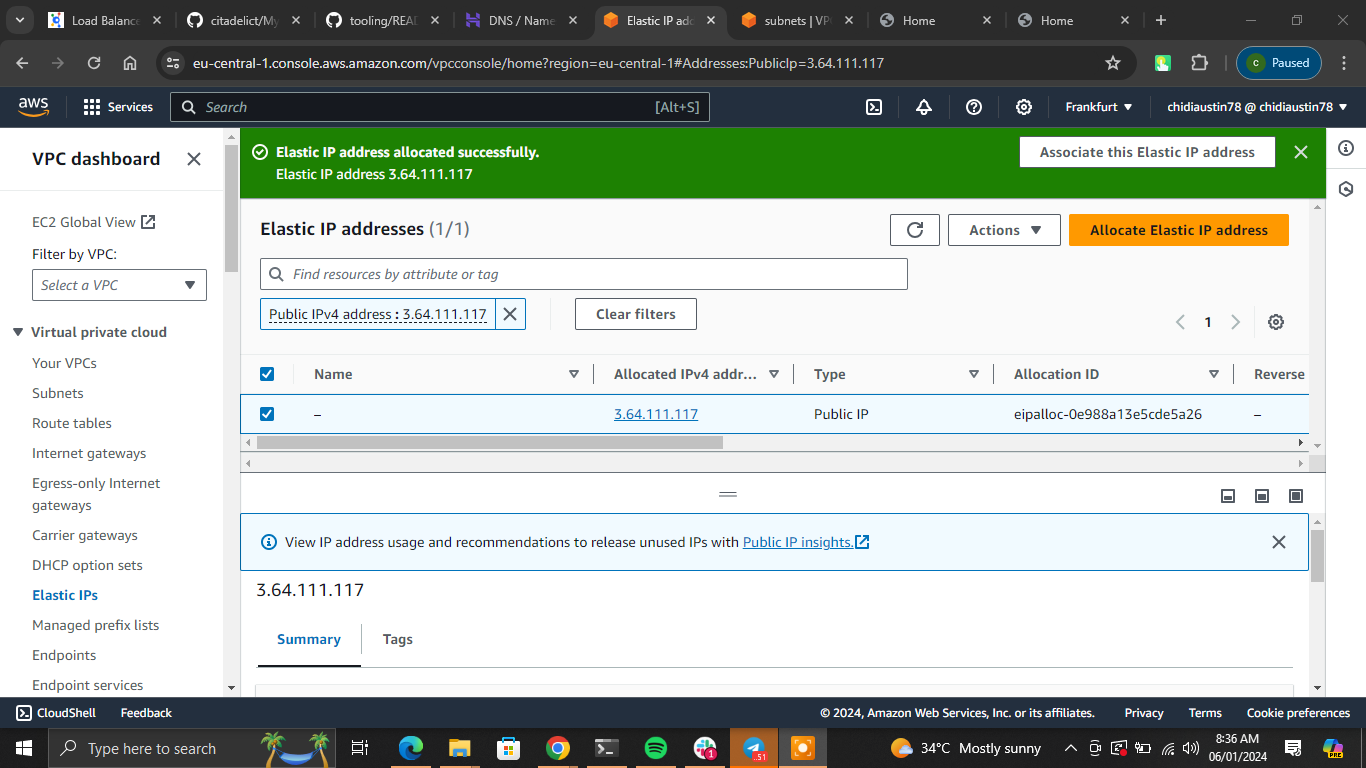 Load Balance
citadelict/My
tooling/READ
DNS / Name
Elastic IP add
subnets | VPC
Home
Home
eu-central-1.console.aws.amazon.com/vpcconsole/home?region=eu-central-1#Addresses:PublicIp=3.64.111.117
c Paused
aws Services Search [Alt+S] Frankfurt chidiaustin78 @ chidiaustin78
VPC dashboard
EC2 Global View
Filter by VPC:
Select a VPC
Virtual private cloud
Your VPCs
Subnets
Route tables
Internet gateways
Egress-only Internet
gateways
Carrier gateways
DHCP option sets
Elastic IPs
Managed prefix lists
Endpoints
Endpoint services
Elastic IP address allocated successfully.
Elastic IP address 3.64.111.117
Associate this Elastic IP address
Elastic IP addresses (1/1)
Actions
Allocate Elastic IP address
Find resources by attribute or tag
Public IPv4 address : 3.64.111.117
Clear filters
1
Name Allocated IPv4 addr... Type Allocation ID Reverse
– 3.64.111.117 Public IP eipalloc-0e988a13e5cde5a26 –
View IP address usage and recommendations to release unused IPs with Public IP insights.
3.64.111.117
Summary Tags
CloudShell Feedback © 2024, Amazon Web Services, Inc. or its affiliates. Privacy Terms Cookie preferences
Type here to search
1
51
34°C Mostly sunny
8:36 AM
06/01/2024
PRE